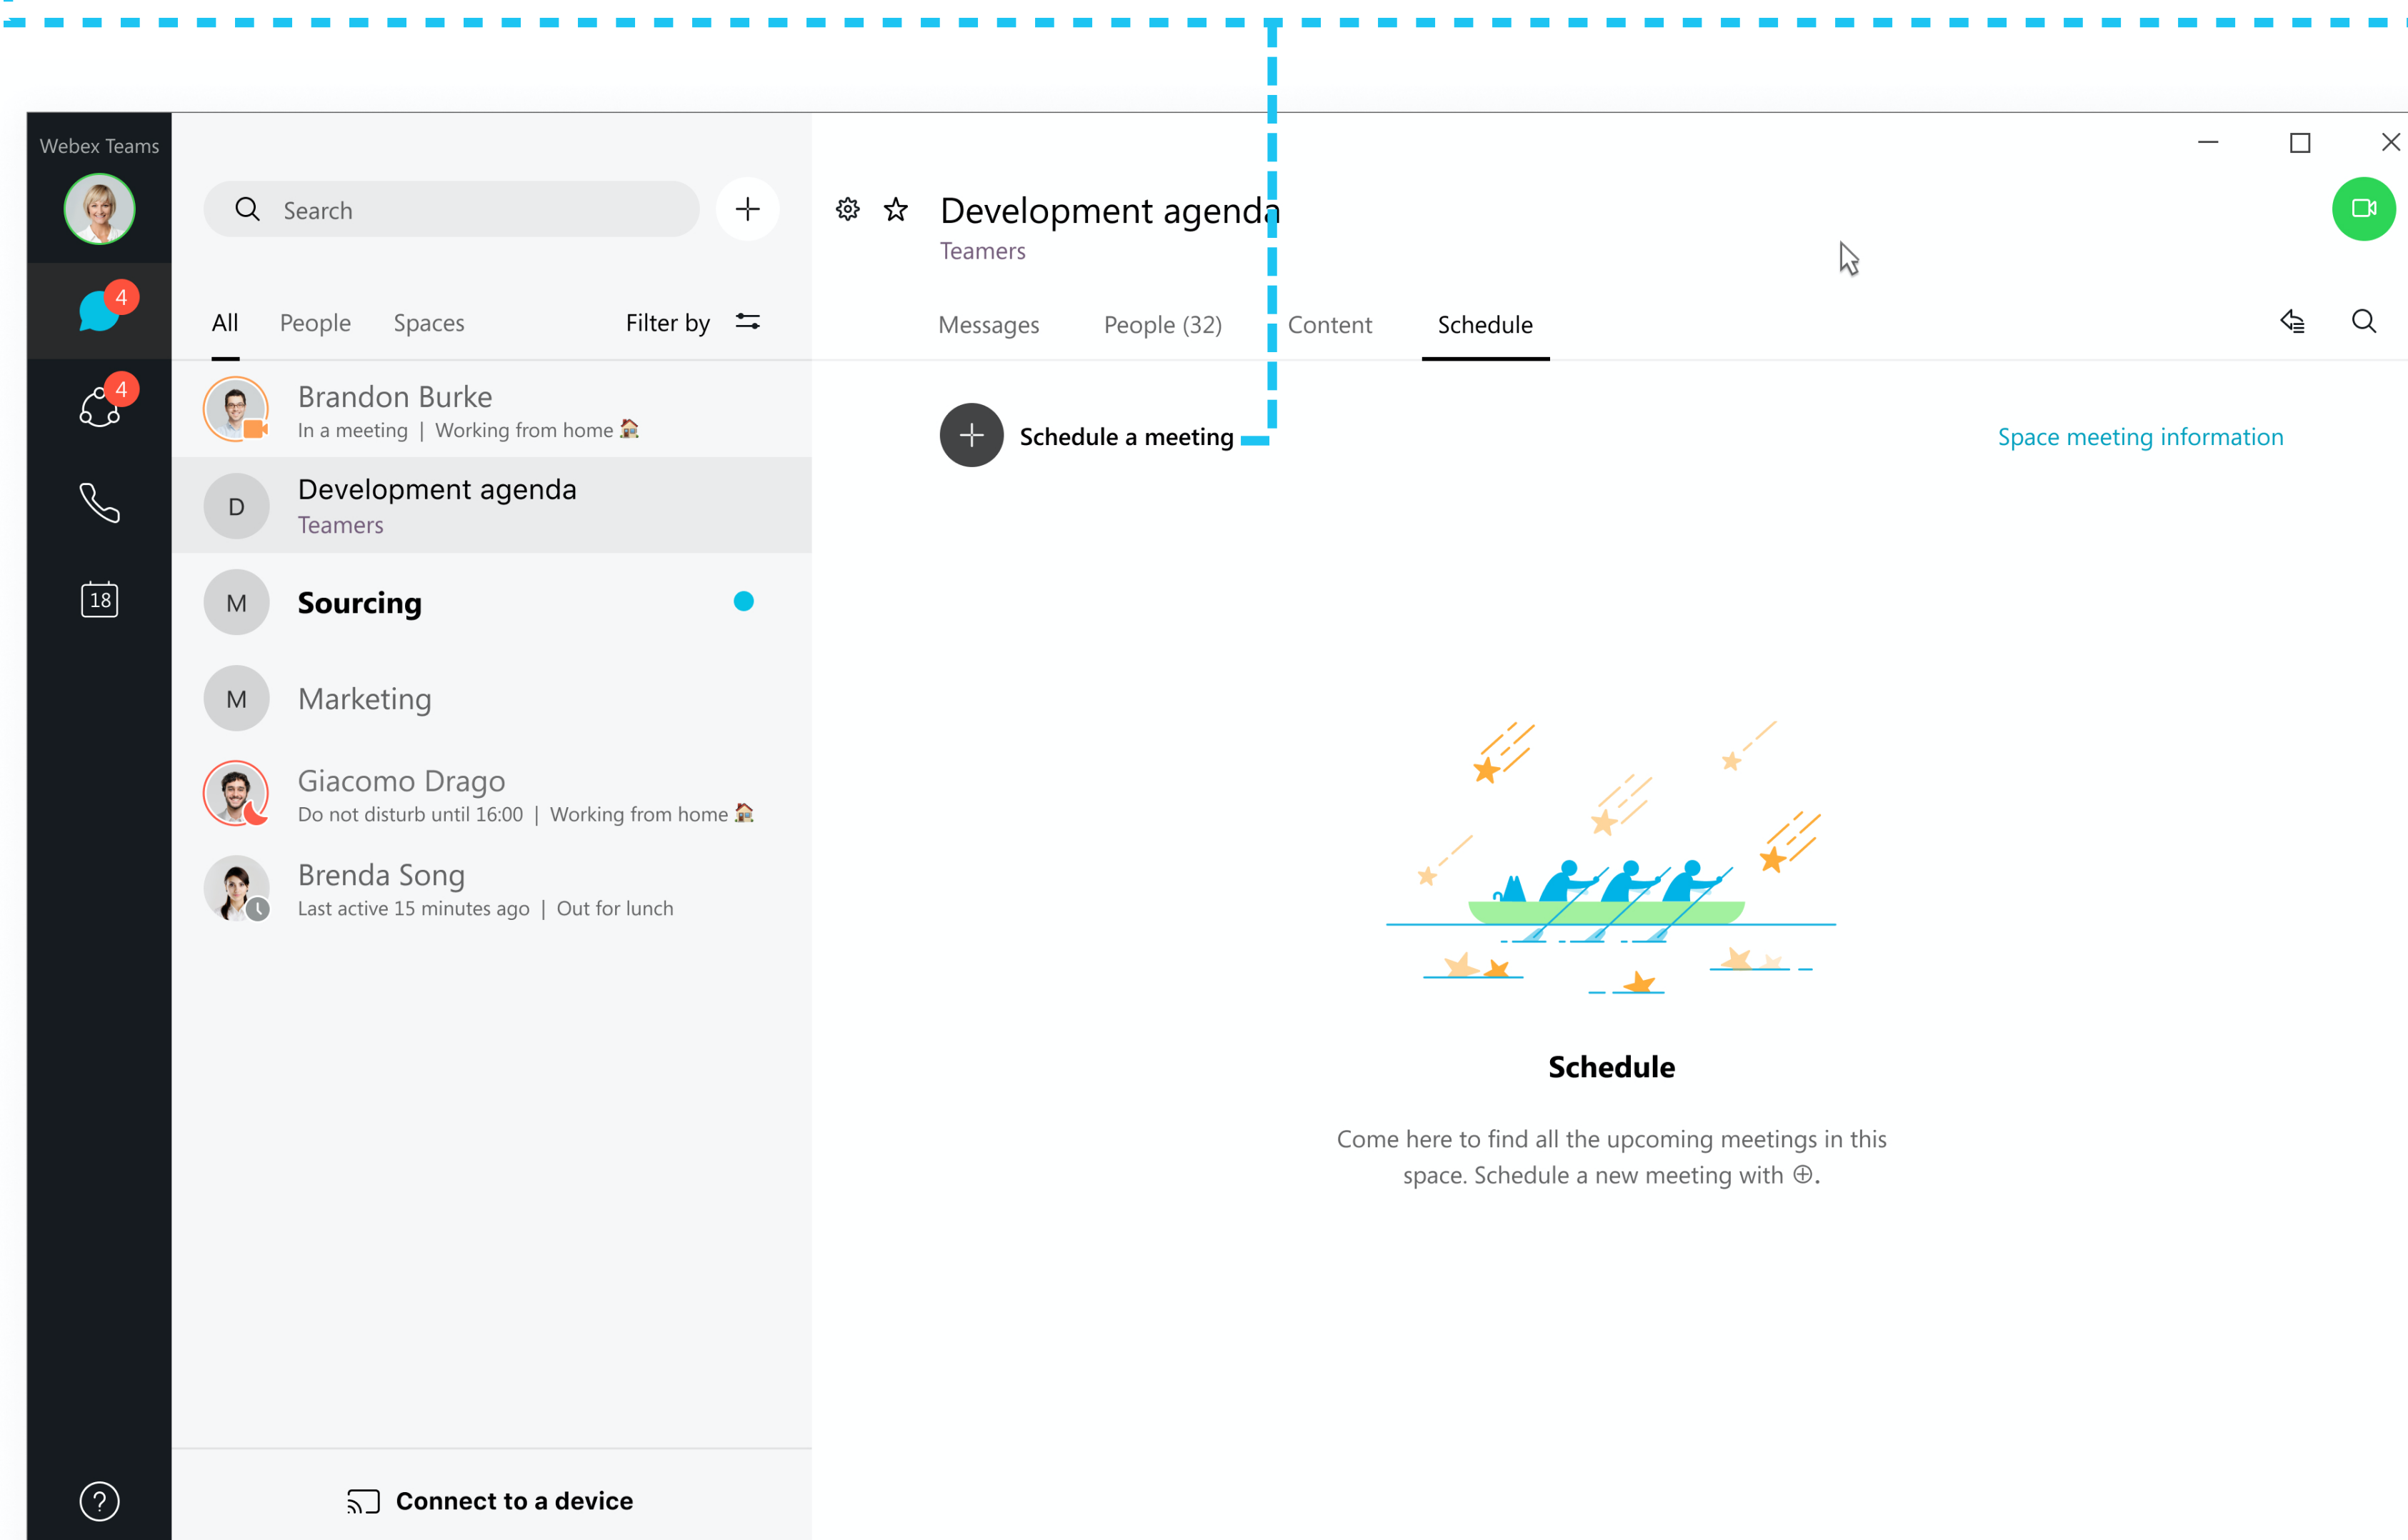 Webex Teams
Search
Development agenda
Teamers
4
All People Spaces Filter by
Messages People (32) Content Schedule
4
Brandon Burke
In a meeting | Working from home
Schedule a meeting
Space meeting information
D
Development agenda
Teamers
18
M
Sourcing
M
Marketing
Giacomo Drago
Do not disturb until 16:00 | Working from home
Brenda Song
Last active 15 minutes ago | Out for lunch
Schedule
Come here to find all the upcoming meetings in this
space. Schedule a new meeting with ⊕.
?
Connect to a device